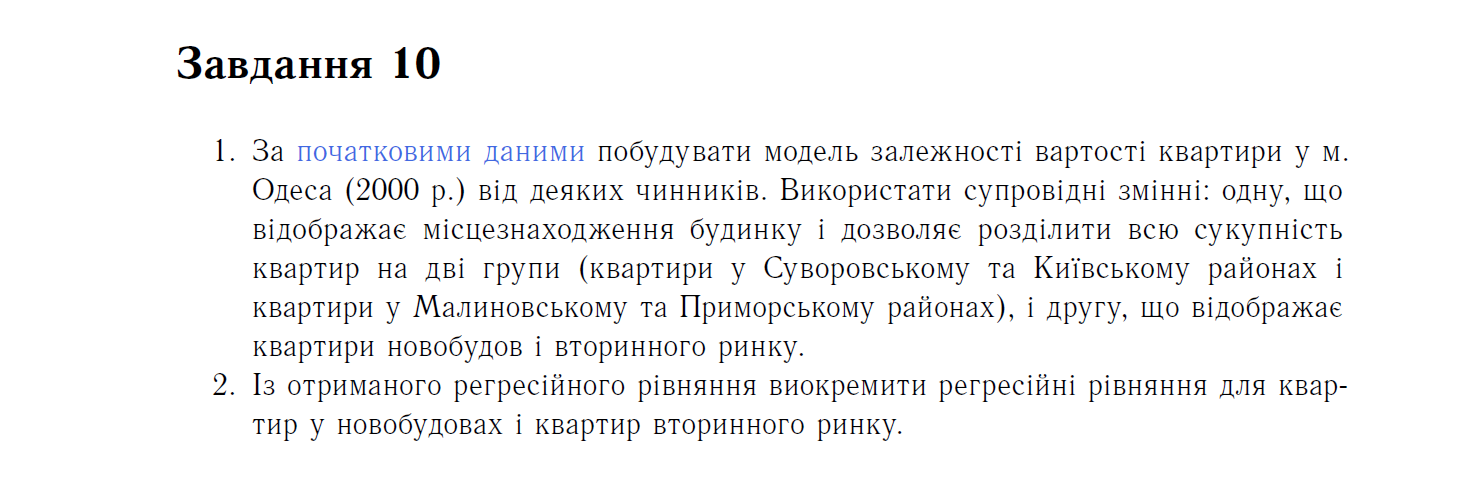 Завдання 10
1. За початковими даними побудувати модель залежності вартості квартири у м.
Одеса (2000 р.) від деяких чинників. Використати супровідні змінні: одну, що
відображає місцезнаходження будинку і дозволяє розділити всю сукупність
квартир на дві групи (квартири у Суворовському та Київському районах і
квартири у Малиновському та Приморському районах), і другу, що відображає
квартири новобудов і вторинного ринку.
2. Із отриманого регресійного рівняння виокремити регресійні рівняння для квар-
тир у новобудовах і квартир вторинного ринку.